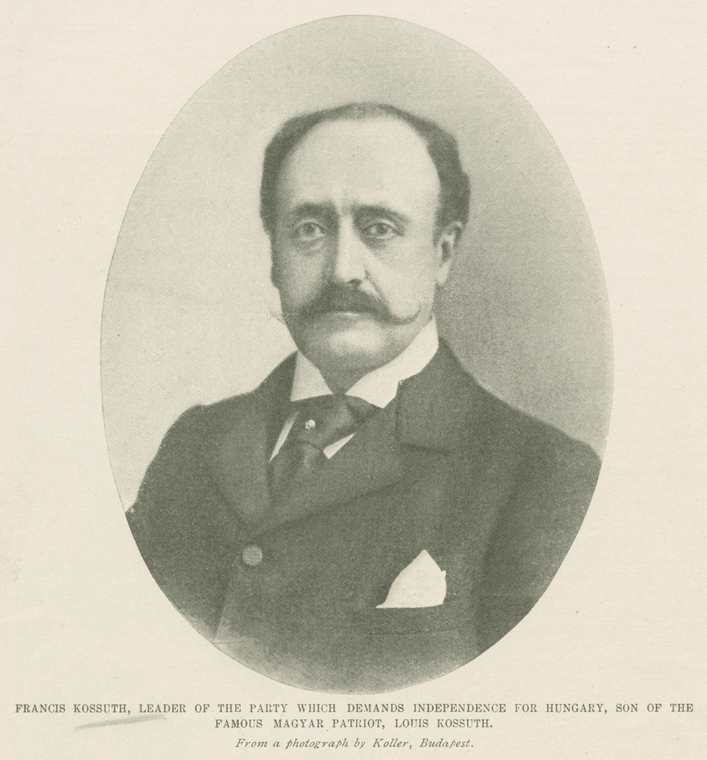 FRANCIS KOSSUTH, LEADER OF THE PARTY WHICH DEMANDS INDEPENDENCE FOR HUNGARY, SON OF THE
FAMOUS MAGYAR PATRIOT, LOUIS KOSSUTH.
From a photograph by Koller, Budapest.